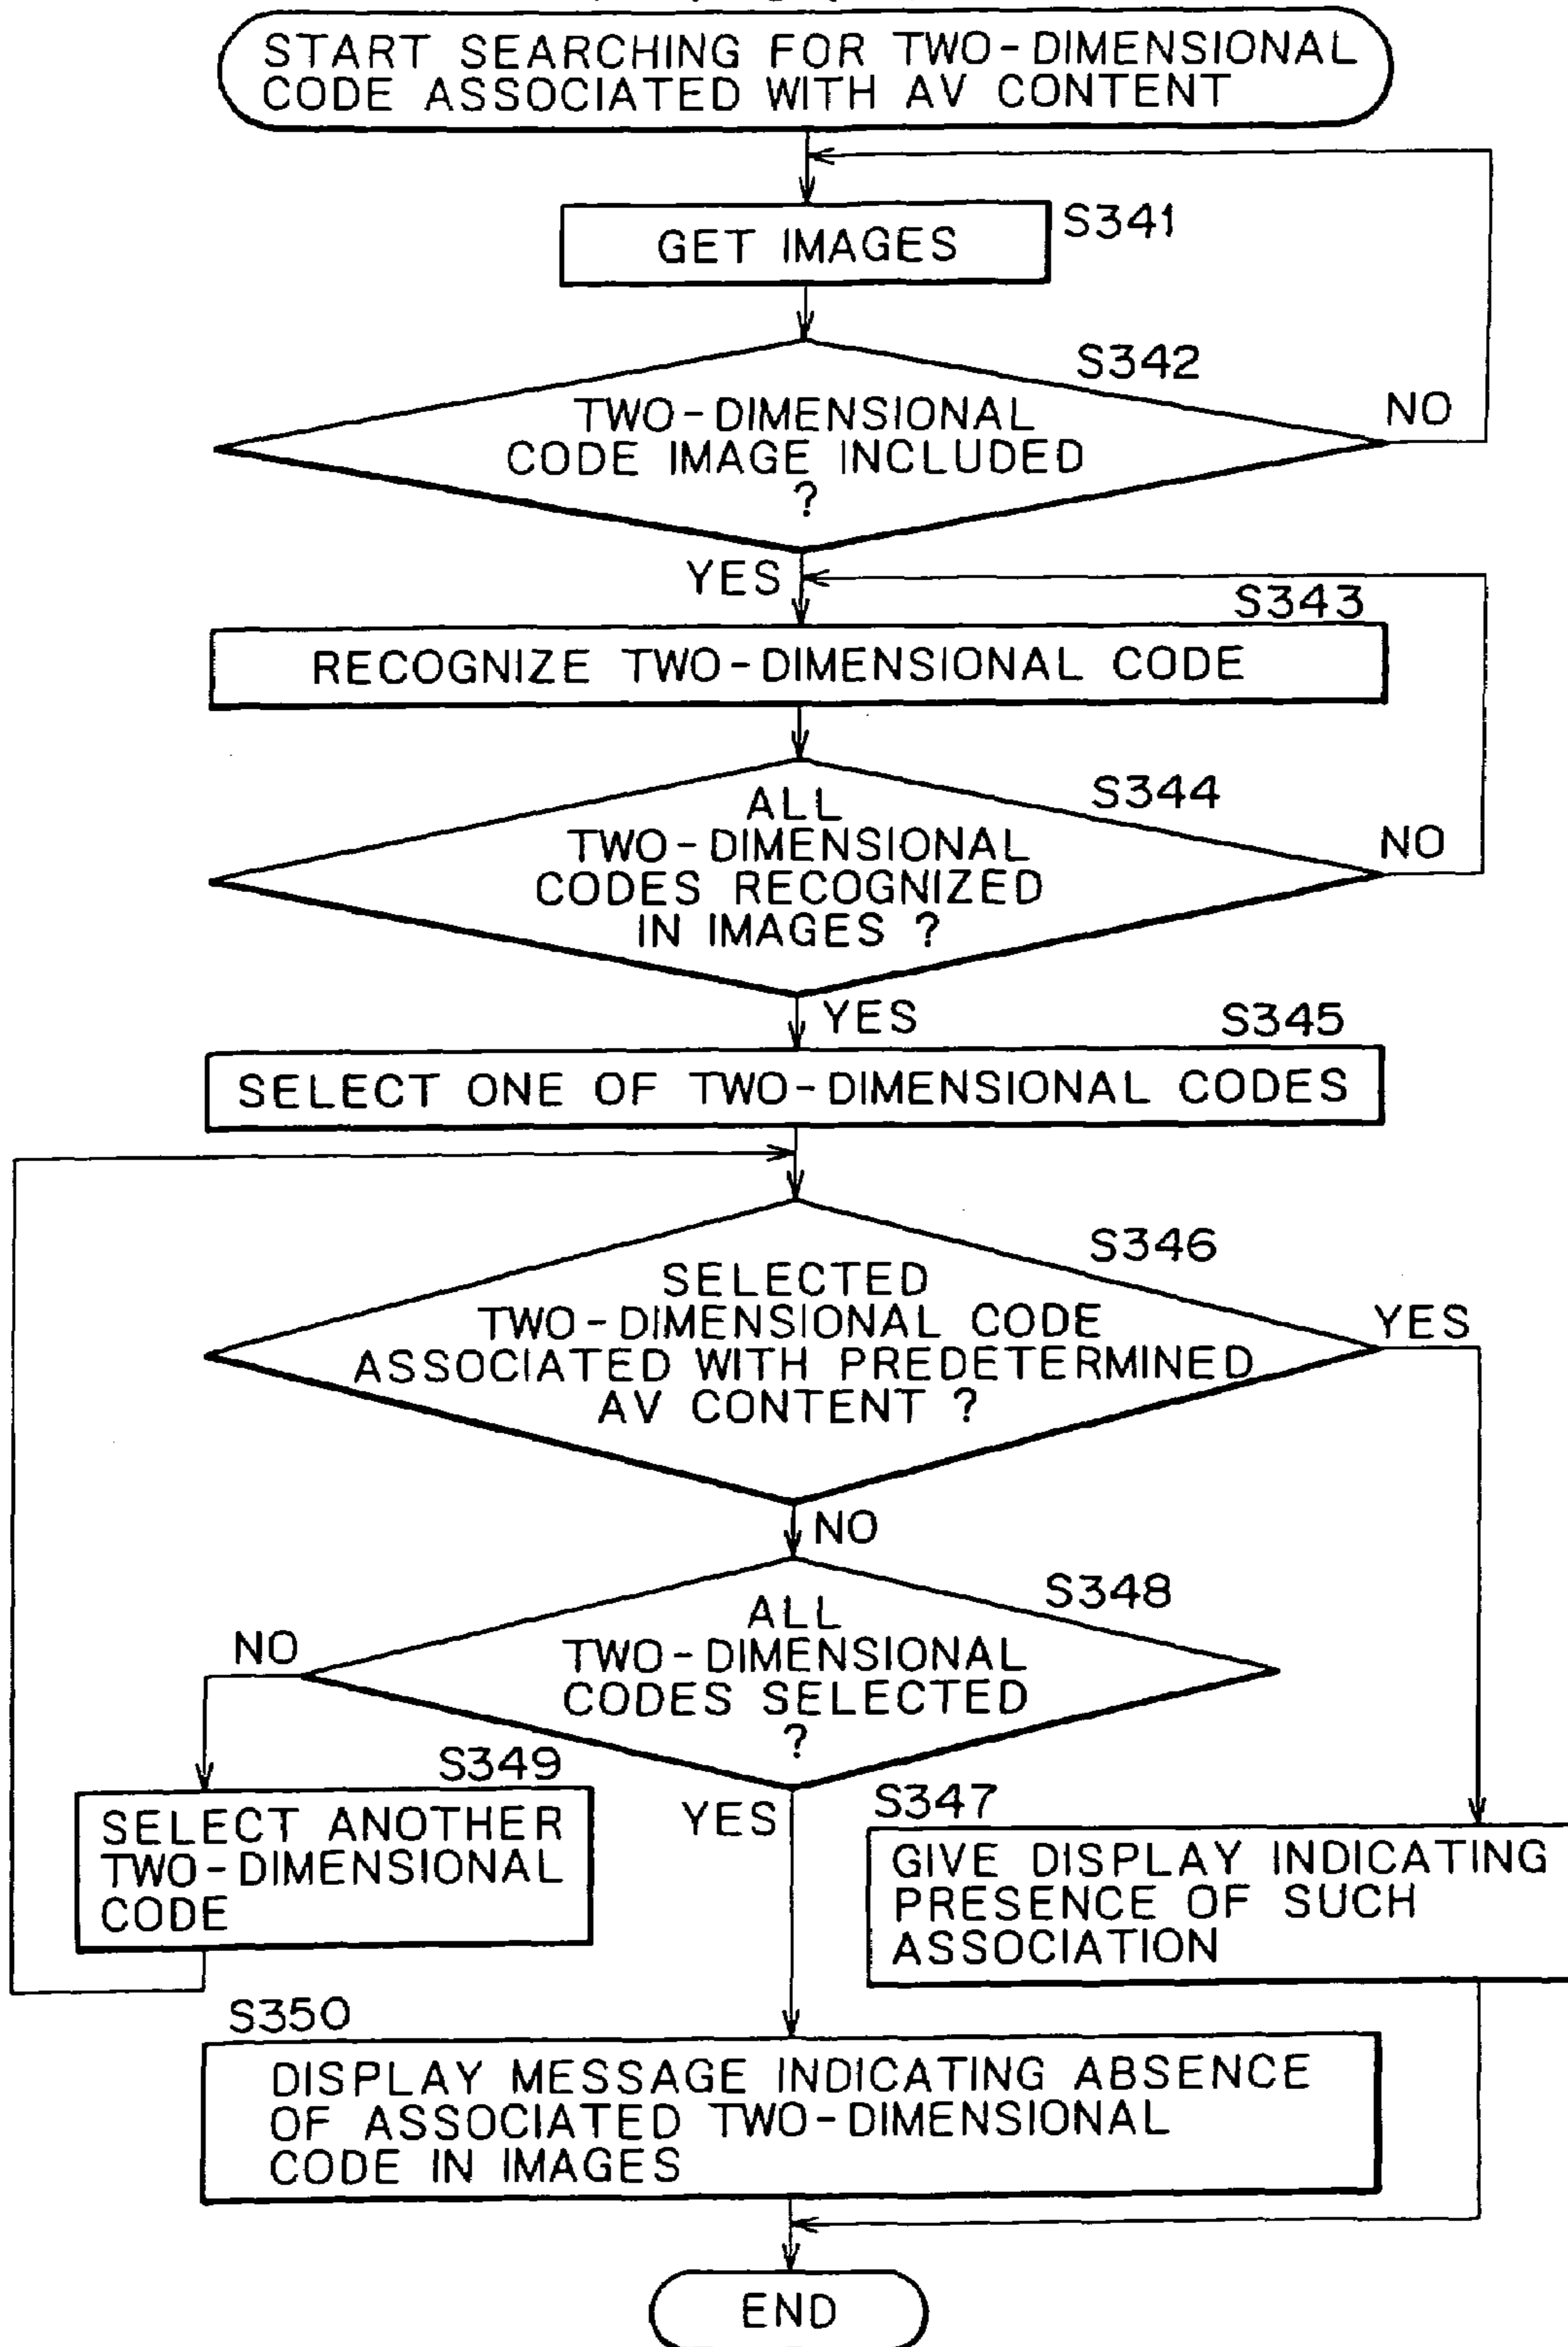 START SEARCHING FOR TWO-DIMENSIONAL
CODE ASSOCIATED WITH AV CONTENT
GET IMAGES
S341
S342
TWO-DIMENSIONAL
CODE IMAGE INCLUDED
?
NO
YES
S343
RECOGNIZE TWO-DIMENSIONAL CODE
S344
ALL
TWO-DIMENSIONAL
CODES RECOGNIZED
IN IMAGES ?
NO
YES
S345
SELECT ONE OF TWO-DIMENSIONAL CODES
S346
SELECTED
TWO-DIMENSIONAL CODE
ASSOCIATED WITH PREDETERMINED
AV CONTENT ?
YES
NO
S348
ALL
TWO-DIMENSIONAL
CODES SELECTED
?
NO
YES
S349
SELECT ANOTHER
TWO-DIMENSIONAL
CODE
S347
GIVE DISPLAY INDICATING
PRESENCE OF SUCH
ASSOCIATION
S350
DISPLAY MESSAGE INDICATING ABSENCE
OF ASSOCIATED TWO-DIMENSIONAL
CODE IN IMAGES
END